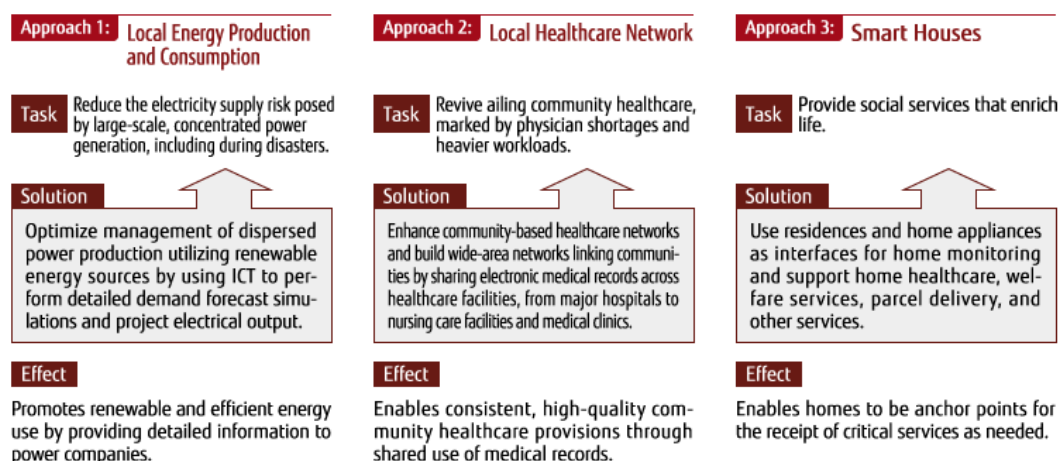 Approach 1: Local Energy Production
and Consumption
Task
Reduce the electricity supply risk posed
by large-scale, concentrated power
generation, including during disasters.
Solution
Optimize management of dispersed
power production utilizing renewable
energy sources by using ICT to per-
form detailed demand forecast simu-
lations and project electrical output.
Effect
Promotes renewable and efficient energy
use by providing detailed information to
power companies.
Approach 2: Local Healthcare Network
Task
Revive ailing community healthcare,
marked by physician shortages and
heavier workloads.
Solution
Enhance community-based healthcare networks
and build wide-area networks linking communi-
ties by sharing electronic medical records across
healthcare facilities, from major hospitals to
nursing care facilities and medical clinics.
Effect
Enables consistent, high-quality com-
munity healthcare provisions through
shared use of medical records.
Approach 3: Smart Houses
Task
Provide social services that enrich
life.
Solution
Use residences and home appliances
as interfaces for home monitoring
and support home healthcare, wel-
fare services, parcel delivery, and
other services.
Effect
Enables homes to be anchor points for
the receipt of critical services as needed.